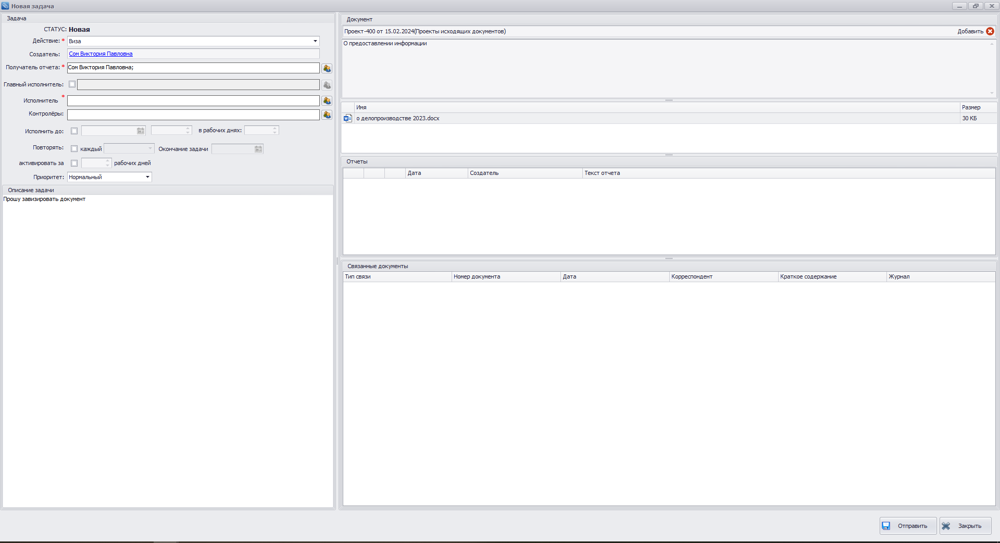 Новая задача
Задача
СТАТУС: Новая
Действие: * Виза
Создатель: Сом Виктория Павловна
Получатель отчета: * Сом Виктория Павловна;
Главный исполнитель:
Исполнитель *
Контролёры:
Исполнить до: в рабочих днях:
Повторять: каждый Окончание задачи
активировать за рабочих дней
Приоритет: Нормальный
Описание задачи
Прошу завизировать документ
Документ
Проект-400 от 15.02.2024(Проекты исходящих документов) Добавить
О предоставлении информации
Имя Размер
о делопроизводстве 2023.docx 30 КБ
Отчеты
Дата Создатель Текст отчета
Связанные документы
Тип связи Номер документа Дата Корреспондент Краткое содержание Журнал
Отправить Закрыть